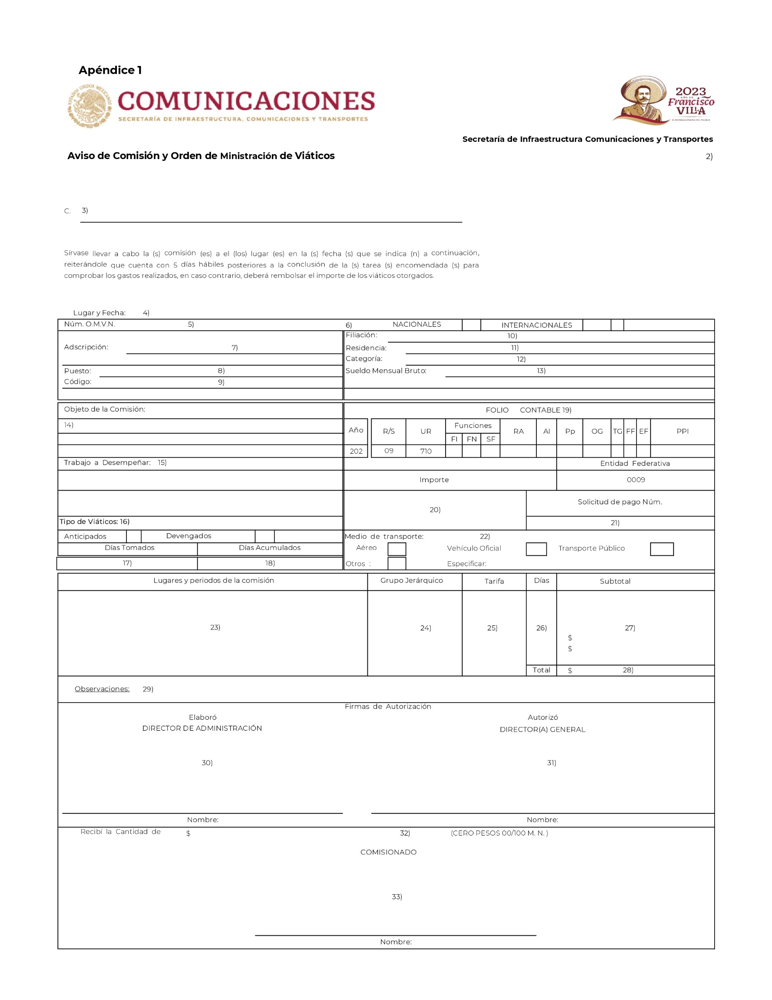 Apéndice 1
ESTADOS UNIDOS MEXICANOS
COMUNICACIONES
SECRETARÍA DE INFRAESTRUCTURA, COMUNICACIONES Y TRANSPORTES
2023
AÑO DE
Francisco
VILLA
EL REVOLUCIONARIO DEL PUEBLO
Secretaría de Infraestructura Comunicaciones y Transportes
Aviso de Comisión y Orden de Ministración de Viáticos 2)
C. 3)
Sírvase llevar a cabo la (s) comisión (es) a el (los) lugar (es) en la (s) fecha (s) que se indica (n) a continuación,
reiterándole que cuenta con 5 días hábiles posteriores a la conclusión de la (s) tarea (s) encomendada (s) para
comprobar los gastos realizados, en caso contrario, deberá rembolsar el importe de los viáticos otorgados.
Lugar y Fecha: 4)
Núm. O.M.V.N. 5) 6) NACIONALES INTERNACIONALES
Filiación: 10)
Adscripción: 7) Residencia: 11)
Categoría: 12)
Puesto: 8) Sueldo Mensual Bruto: 13)
Código: 9)
Objeto de la Comisión: FOLIO CONTABLE 19)
14) Año R/S UR Funciones RA AI Pp OG TG FF EF PPI
FI FN SF
202 09 710
Trabajo a Desempeñar: 15) Entidad Federativa
Importe 0009
Solicitud de pago Núm.
20)
Tipo de Viáticos: 16) 21)
Anticipados Devengados Medio de transporte: 22)
Días Tomados Días Acumulados Aéreo Vehículo Oficial Transporte Público
17) 18) Otros : Especificar:
Lugares y periodos de la comisión Grupo Jerárquico Tarifa Días Subtotal
23) 24) 25) 26) 27)
$
$
Total $ 28)
Observaciones: 29)
Firmas de Autorización
Elaboró Autorizó
DIRECTOR DE ADMINISTRACIÓN DIRECTOR(A) GENERAL
30) 31)
Nombre: Nombre:
Recibí la Cantidad de $ 32) (CERO PESOS 00/100 M. N. )
COMISIONADO
33)
Nombre: